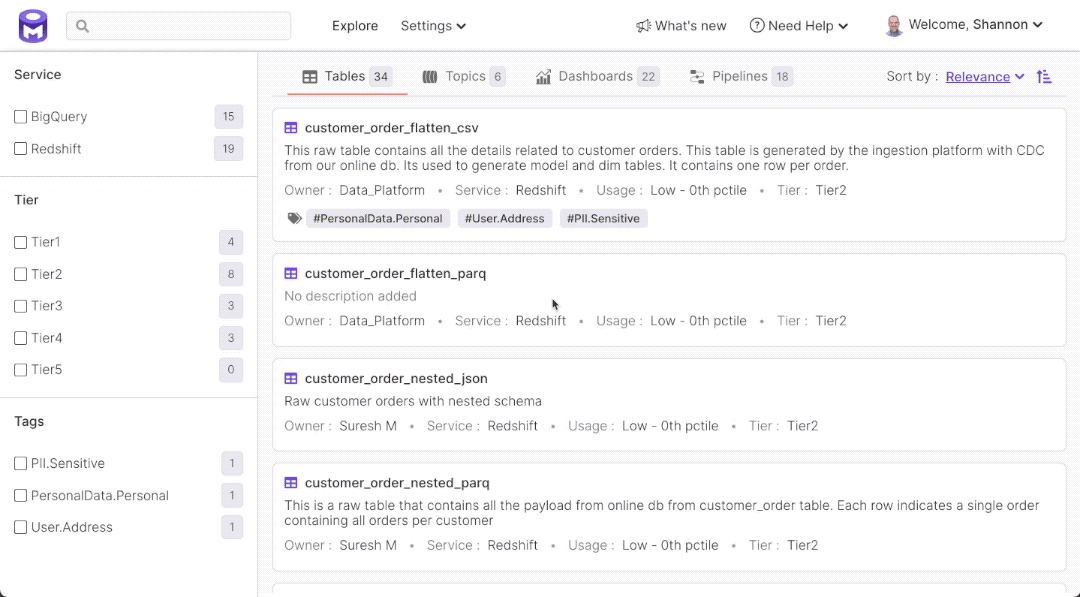 Explore Settings What's new Need Help Welcome, Shannon
Service
BigQuery 15
Redshift 19
Tier
Tier1 4
Tier2 8
Tier3 3
Tier4 3
Tier5 0
Tags
PII.Sensitive 1
PersonalData.Personal 1
User.Address 1
Tables 34 Topics 6 Dashboards 22 Pipelines 18 Sort by : Relevance
customer_order_flatten_csv
This raw table contains all the details related to customer orders. This table is generated by the ingestion platform with CDC
from our online db. Its used to generate model and dim tables. It contains one row per order.
Owner : Data_Platform • Service : Redshift • Usage : Low - 0th pctile • Tier : Tier2
#PersonalData.Personal #User.Address #PII.Sensitive
customer_order_flatten_parq
No description added
Owner : Data_Platform • Service : Redshift • Usage : Low - 0th pctile • Tier : Tier2
customer_order_nested_json
Raw customer orders with nested schema
Owner : Suresh M • Service : Redshift • Usage : Low - 0th pctile • Tier : Tier2
customer_order_nested_parq
This is a raw table that contains all the payload from online db from customer_order table. Each row indicates a single order
containing all orders per customer
Owner : Suresh M • Service : Redshift • Usage : Low - 0th pctile • Tier : Tier2